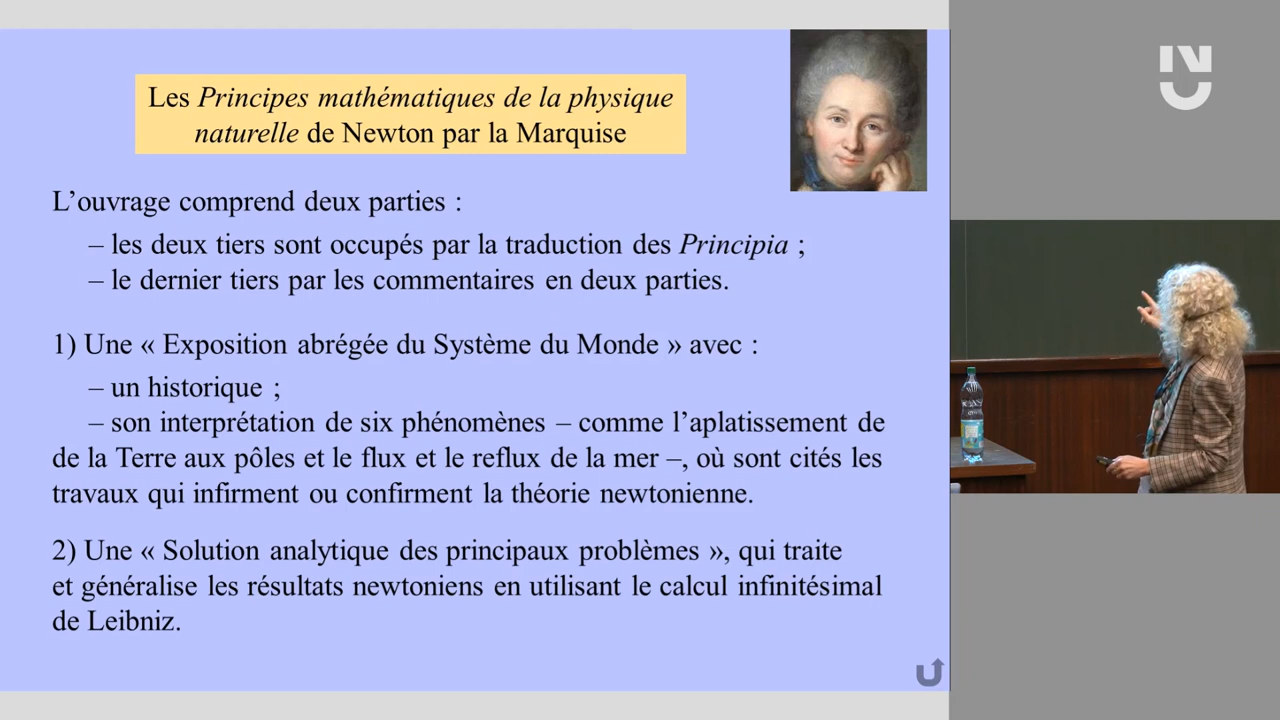 Les Principes mathématiques de la physique
naturelle de Newton par la Marquise
L’ouvrage comprend deux parties :
– les deux tiers sont occupés par la traduction des Principia ;
– le dernier tiers par les commentaires en deux parties.
1) Une « Exposition abrégée du Système du Monde » avec :
– un historique ;
– son interprétation de six phénomènes – comme l’aplatissement de
de la Terre aux pôles et le flux et le reflux de la mer –, où sont cités les
travaux qui infirment ou confirment la théorie newtonienne.
2) Une « Solution analytique des principaux problèmes », qui traite
et généralise les résultats newtoniens en utilisant le calcul infinitésimal
de Leibniz.